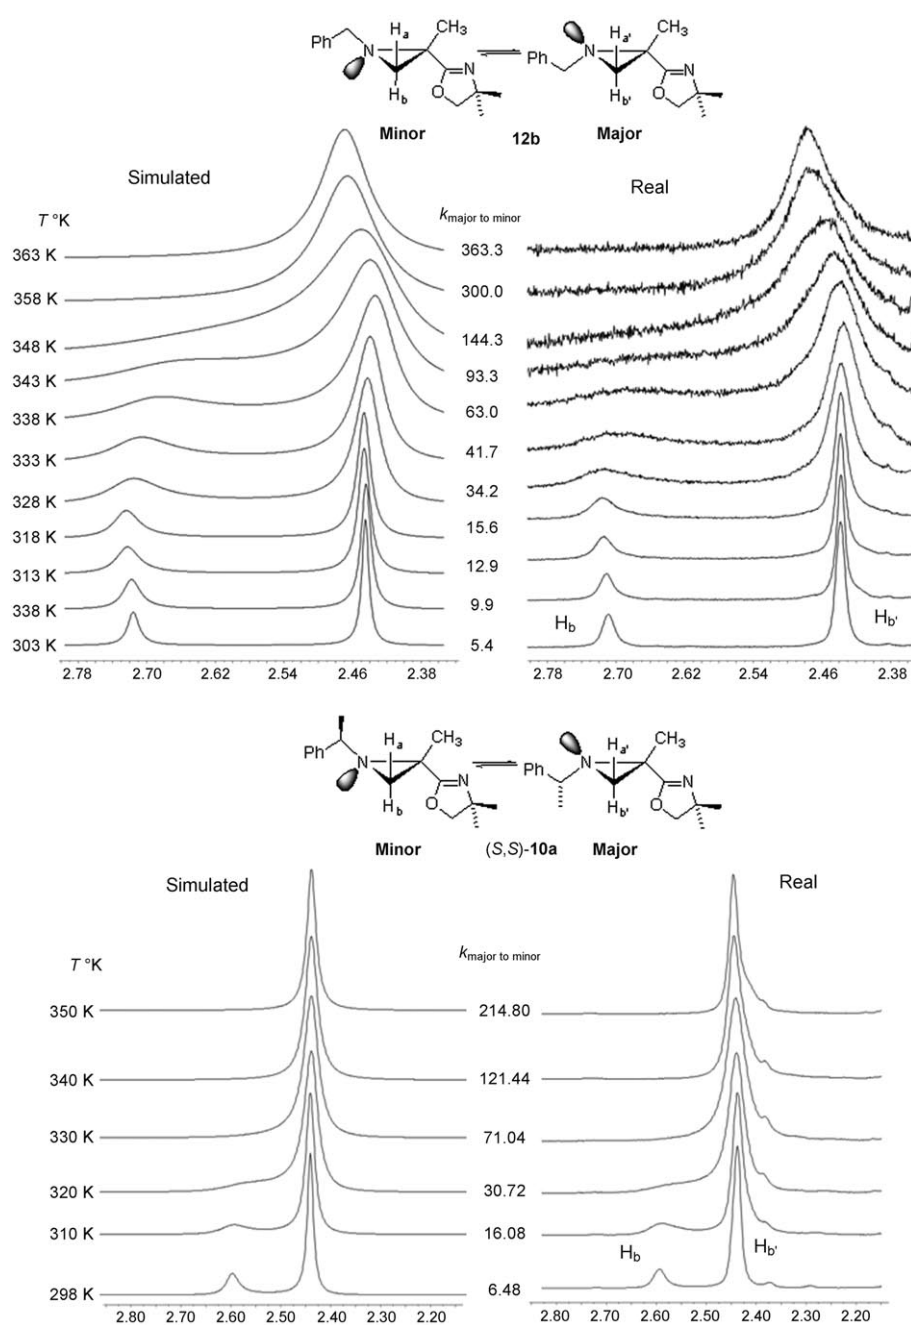 Ph N Ha CH3 Hb N O
Ph N Ha' CH3 Hb' N O
Minor 12b Major
Simulated Real
T °K kmajor to minor
363 K 363.3
358 K 300.0
348 K 144.3
343 K 93.3
338 K 63.0
333 K 41.7
328 K 34.2
318 K 15.6
313 K 12.9
338 K 9.9
303 K 5.4
Hb Hb'
2.78 2.70 2.62 2.54 2.46 2.38 2.78 2.70 2.62 2.54 2.46 2.38
Ph N Ha CH3 Hb N O
Ph N Ha' CH3 Hb' N O
Minor (S,S)-10a Major
Simulated Real
T °K kmajor to minor
350 K 214.80
340 K 121.44
330 K 71.04
320 K 30.72
310 K 16.08
298 K 6.48
Hb Hb'
2.80 2.70 2.60 2.50 2.40 2.30 2.20 2.80 2.70 2.60 2.50 2.40 2.30 2.20